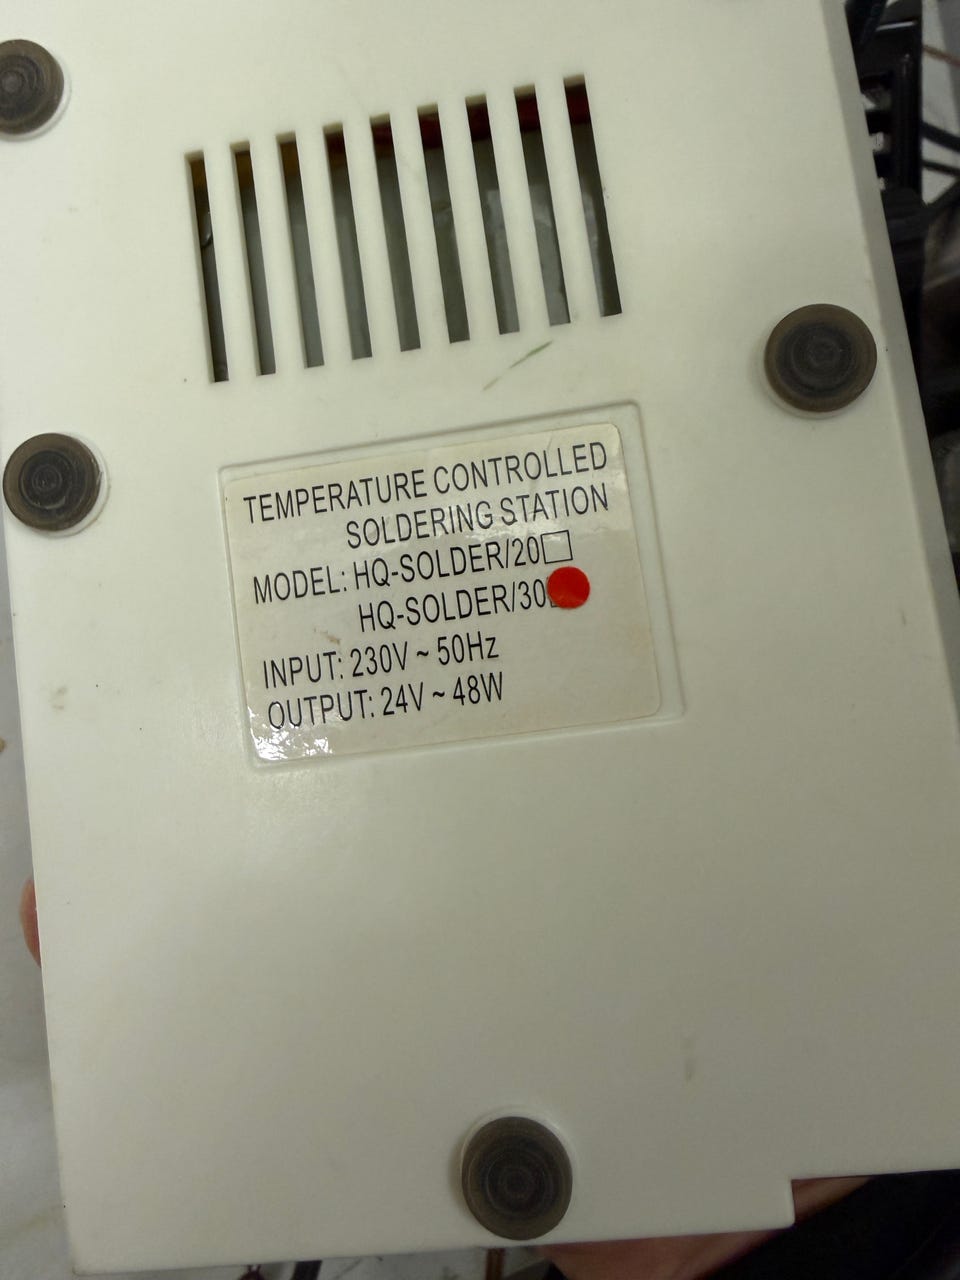 TEMPERATURE CONTROLLED
SOLDERING STATION
MODEL: HQ-SOLDER/20
HQ-SOLDER/30
INPUT: 230V ~ 50Hz
OUTPUT: 24V ~ 48W